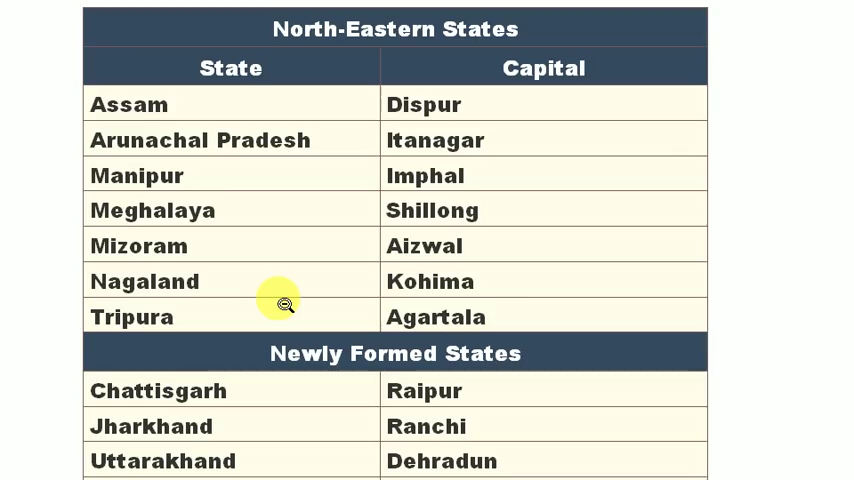 North-Eastern States
State Capital
Assam Dispur
Arunachal Pradesh Itanagar
Manipur Imphal
Meghalaya Shillong
Mizoram Aizwal
Nagaland Kohima
Tripura Agartala
Newly Formed States
Chattisgarh Raipur
Jharkhand Ranchi
Uttarakhand Dehradun